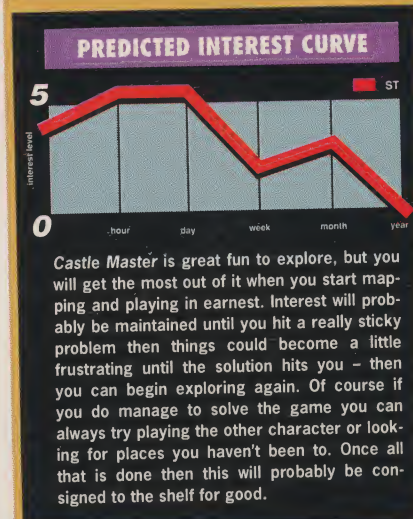 PREDICTED INTEREST CURVE
5
ST
interest level
0
hour day week month year
Castle Master is great fun to explore, but you
will get the most out of it when you start map-
ping and playing in earnest. Interest will prob-
ably be maintained until you hit a really sticky
problem then things could become a little
frustrating until the solution hits you – then
you can begin exploring again. Of course if
you do manage to solve the game you can
always try playing the other character or look-
ing for places you haven't been to. Once all
that is done then this will probably be con-
signed to the shelf for good.